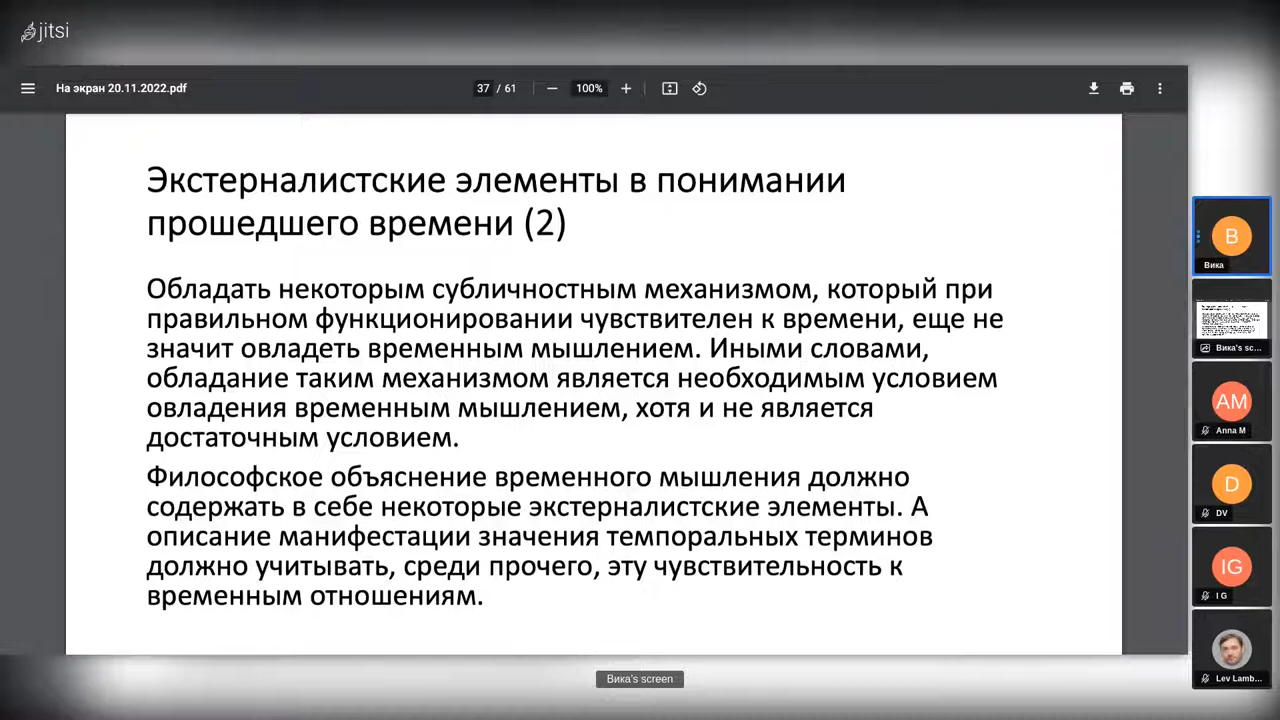 jitsi
На экран 20.11.2022.pdf
37 / 61
100%
Экстерналистские элементы в понимании
прошедшего времени (2)
Обладать некоторым субличностным механизмом, который при
правильном функционировании чувствителен к времени, еще не
значит овладеть временным мышлением. Иными словами,
обладание таким механизмом является необходимым условием
овладения временным мышлением, хотя и не является
достаточным условием.
Философское объяснение временного мышления должно
содержать в себе некоторые экстерналистские элементы. А
описание манифестации значения темпоральных терминов
должно учитывать, среди прочего, эту чувствительность к
временным отношениям.
В
Вика
Вика's sc...
AM
Anna M
D
DV
IG
I G
Lev Lamb...
Вика's screen